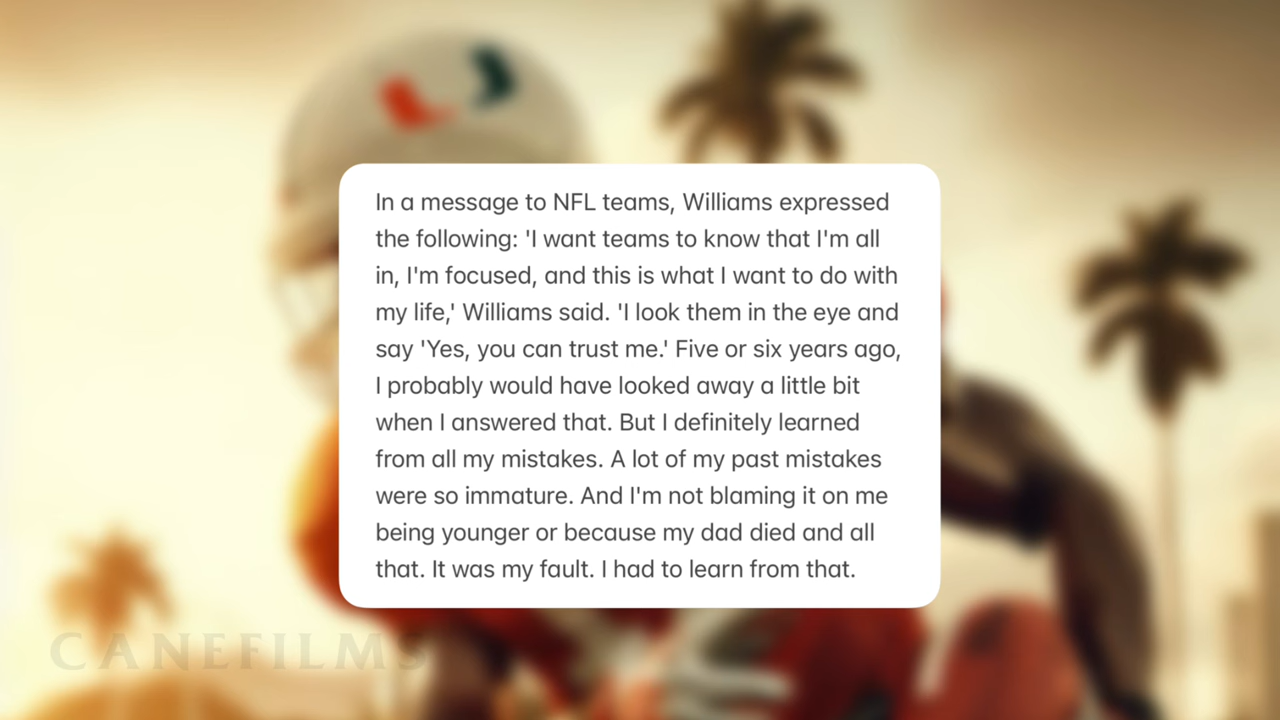 In a message to NFL teams, Williams expressed
the following: 'I want teams to know that I'm all
in, I'm focused, and this is what I want to do with
my life,' Williams said. 'I look them in the eye and
say 'Yes, you can trust me.' Five or six years ago,
I probably would have looked away a little bit
when I answered that. But I definitely learned
from all my mistakes. A lot of my past mistakes
were so immature. And I'm not blaming it on me
being younger or because my dad died and all
that. It was my fault. I had to learn from that.
CANEFILMS